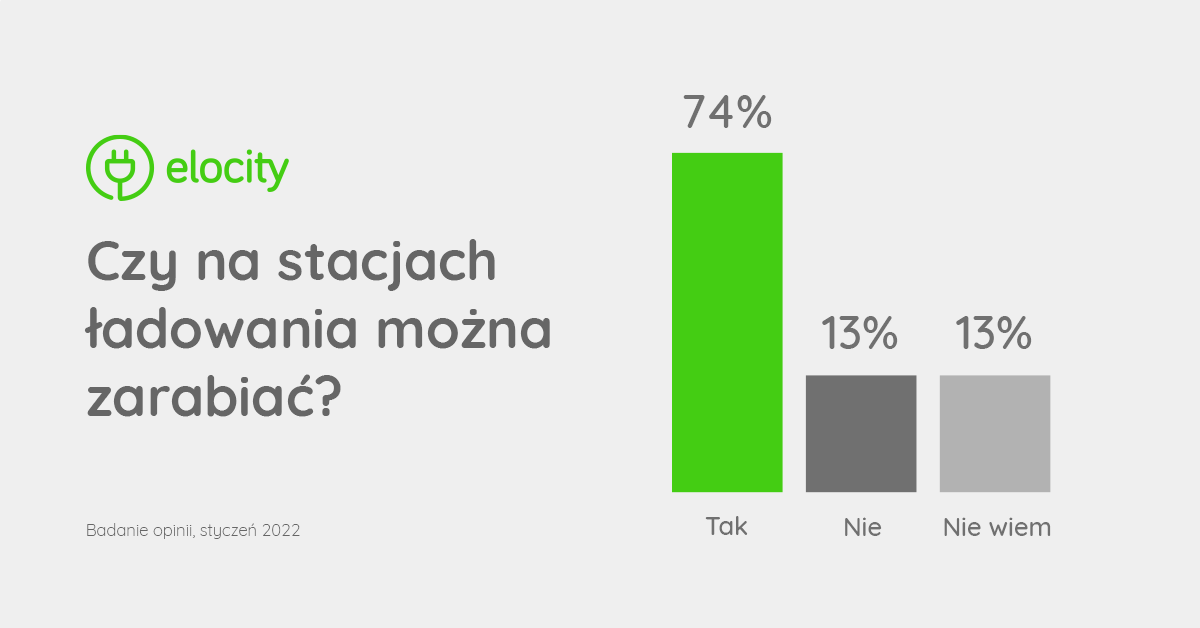 elocity
Czy na stacjach
ładowania można
zarabiać?
Badanie opinii, styczeń 2022
74%
13% 13%
Tak Nie Nie wiem